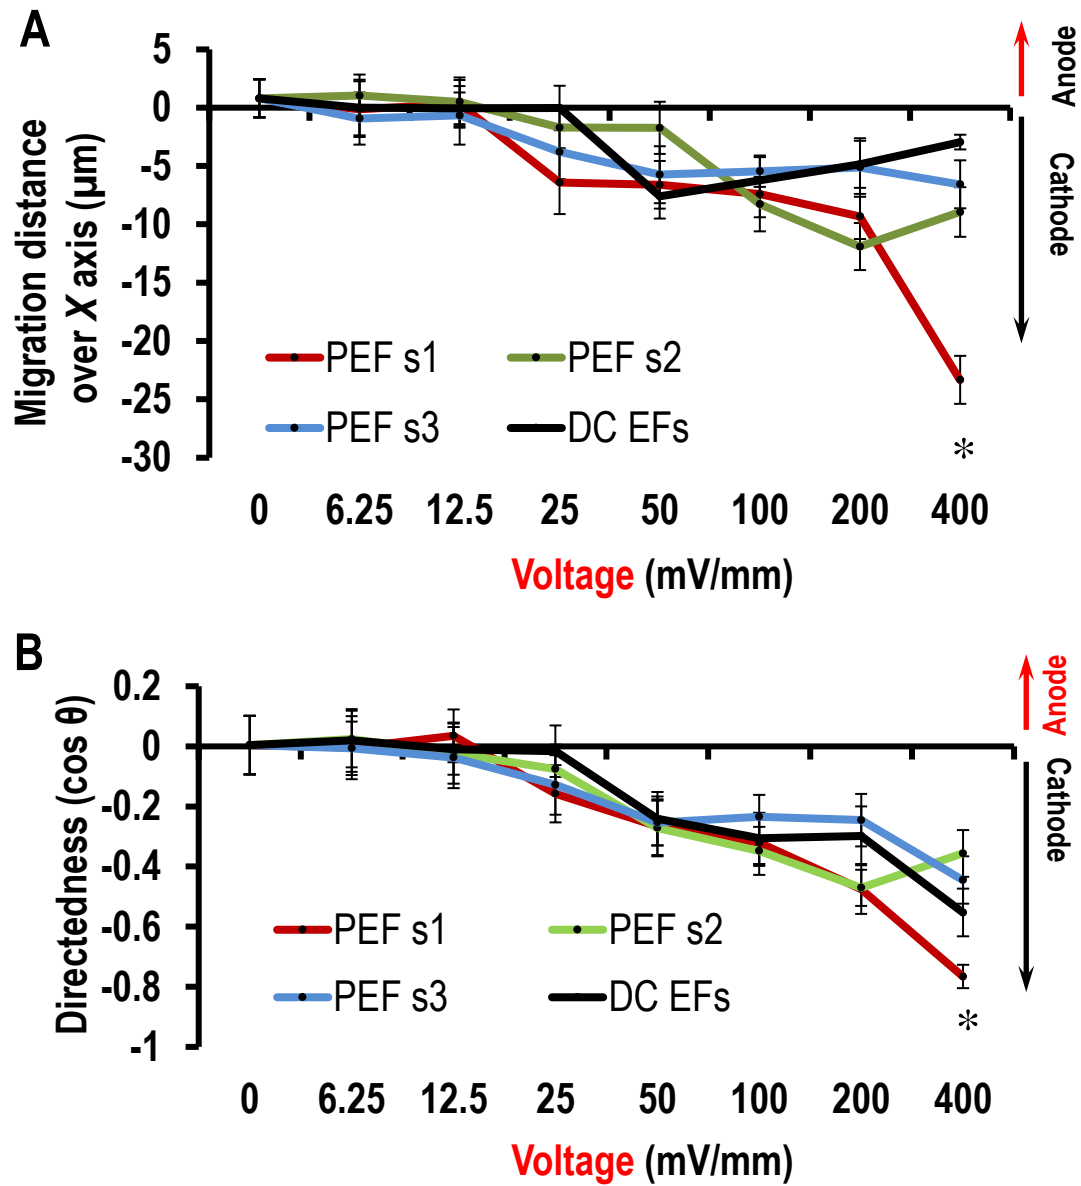 A
Anode
Cathode
Migration distance
over X axis (µm)
5
0
-5
-10
-15
-20
-25
-30
PEF s1
PEF s2
PEF s3
DC EFs
*
0 6.25 12.5 25 50 100 200 400
Voltage (mV/mm)
B
Anode
Cathode
Directedness (cos θ)
0.2
0
-0.2
-0.4
-0.6
-0.8
-1
PEF s1
PEF s2
PEF s3
DC EFs
*
0 6.25 12.5 25 50 100 200 400
Voltage (mV/mm)